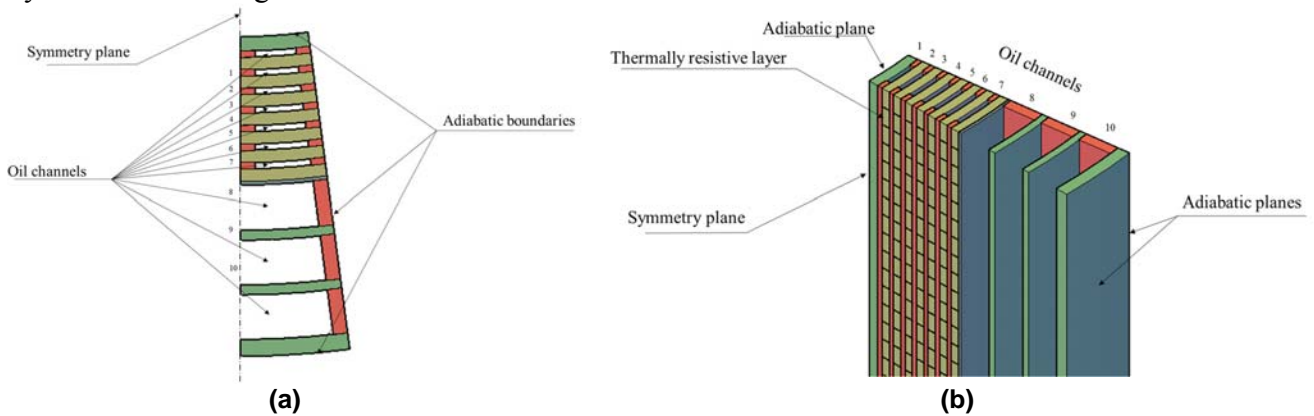 Symmetry plane
1
2
3
4
5
6
7
8
9
10
Oil channels
Adiabatic boundaries
(a)
Adiabatic plane
Thermally resistive layer
Symmetry plane
1
2
3
4
5
6
7
8
9
10
Oil channels
Adiabatic planes
(b)